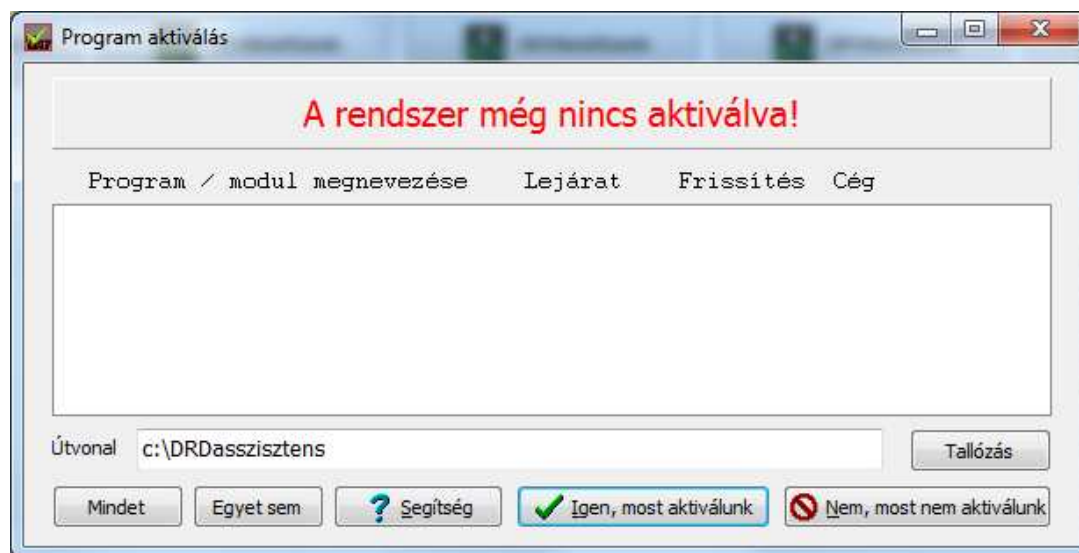 Program aktiválás
A rendszer még nincs aktiválva!
Program / modul megnevezése Lejárat Frissítés Cég
Útvonal c:\DRDasszisztens Tallózás
Mindet Egyet sem Segítség Igen, most aktiválunk Nem, most nem aktiválunk